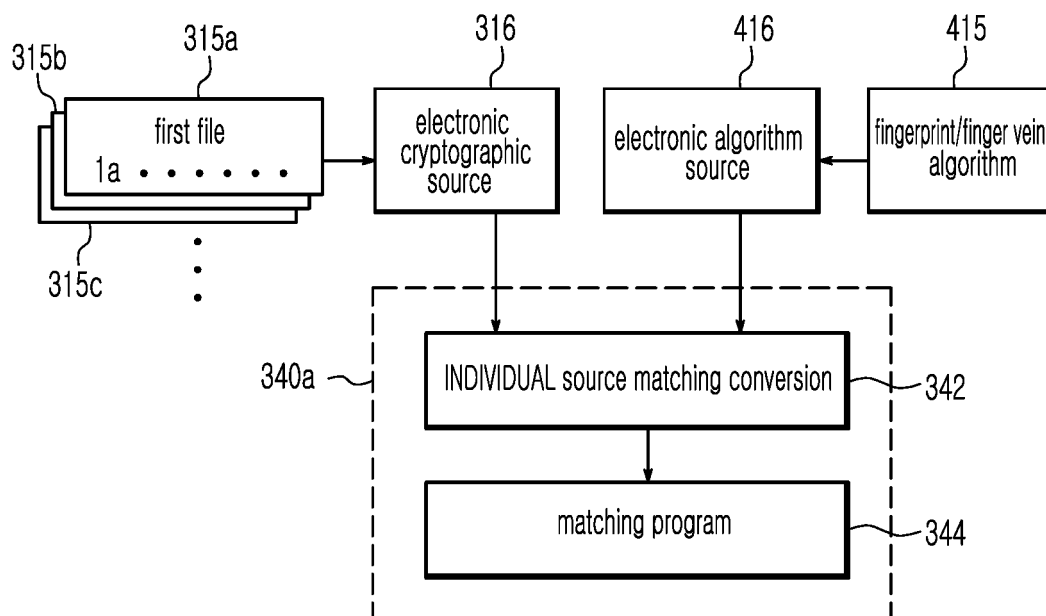 315b
315a
316
416
415
first file
1a • • • • • •
electronic
cryptographic
source
electronic algorithm
source
fingerprint/finger vein
algorithm
315c
340a
INDIVIDUAL source matching conversion
342
matching program
344